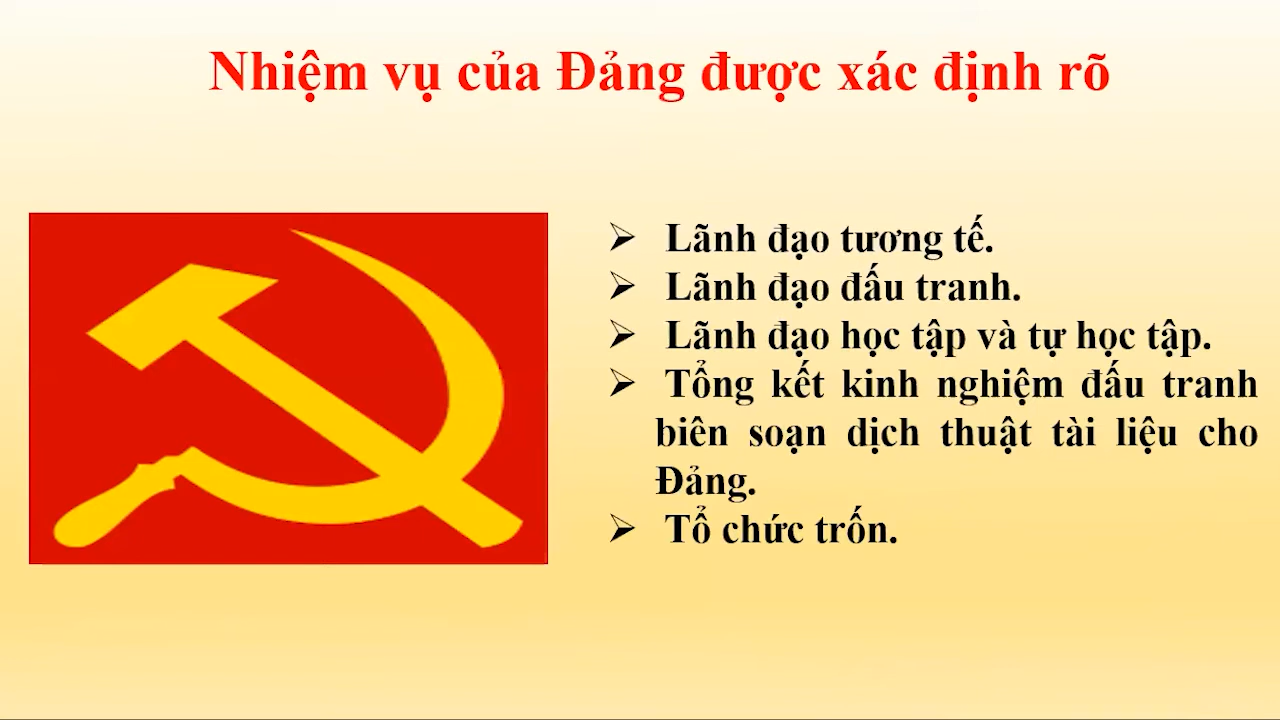 Nhiệm vụ của Đảng được xác định rõ
Lãnh đạo tương tế.
Lãnh đạo đấu tranh.
Lãnh đạo học tập và tự học tập.
Tổng kết kinh nghiệm đấu tranh
biên soạn dịch thuật tài liệu cho
Đảng.
Tổ chức trốn.